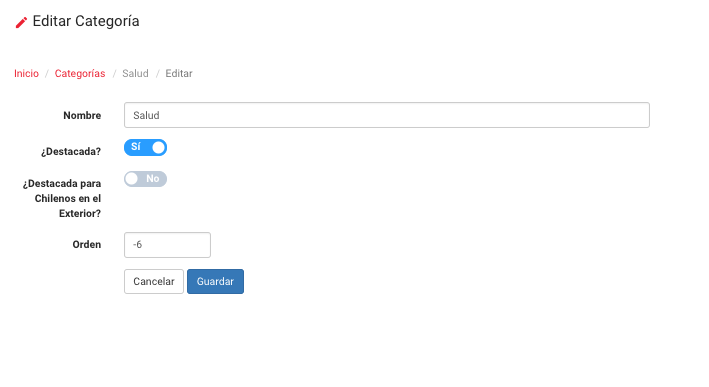 Editar Categoría
Inicio / Categorías / Salud / Editar
Nombre Salud
¿Destacada? Sí
¿Destacada para No
Chilenos en el
Exterior?
Orden -6
Cancelar Guardar